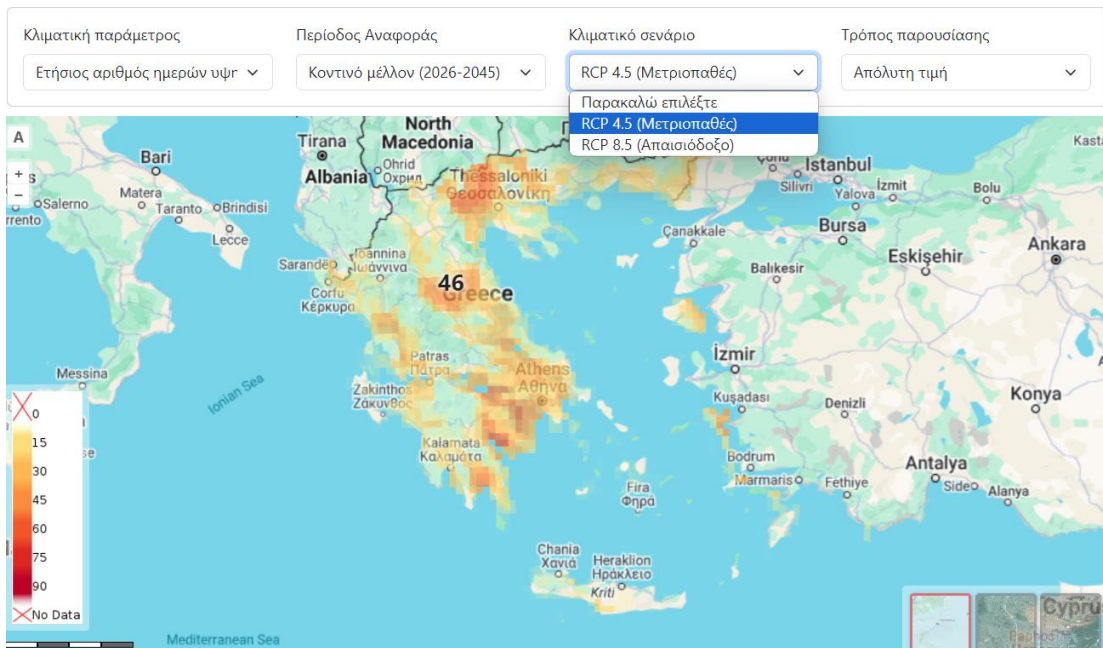 Κλιματική παράμετρος
Περίοδος Αναφοράς
Κλιματικό σενάριο
Τρόπος παρουσίασης
Ετήσιος αριθμός ημερών υψι
Κοντινό μέλλον (2026-2045)
RCP 4.5 (Μετριοπαθές)
Απόλυτη τιμή
Παρακαλώ επιλέξτε
RCP 4.5 (Μετριοπαθές)
RCP 8.5 (Απαισιόδοξο)
A
+
−
North
Macedonia
Tirana
Albania
Ohrid
Охрид
Thessaloniki
Θεσσαλονίκη
Bari
Matera
Salerno
Taranto
Brindisi
Lecce
Istanbul
Silivri
Yalova
İzmit
Bolu
Çanakkale
Bursa
Ankara
Eskişehir
Balıkesir
Sarandë
Ioannina
Ιωάννινα
Corfu
Κέρκυρα
46
Greece
Patras
Πάτρα
Athens
Αθήνα
Zakinthos
Ζάκυνθος
Kalamata
Καλαμάτα
İzmir
Kuşadası
Denizli
Konya
Bodrum
Marmaris
Fethiye
Antalya
Side
Alanya
Messina
Ionian Sea
Fira
Φηρά
Chania
Χανιά
Heraklion
Ηράκλειο
Kriti
0
15
30
45
60
75
90
No Data
Mediterranean Sea
Cypru
Paphos